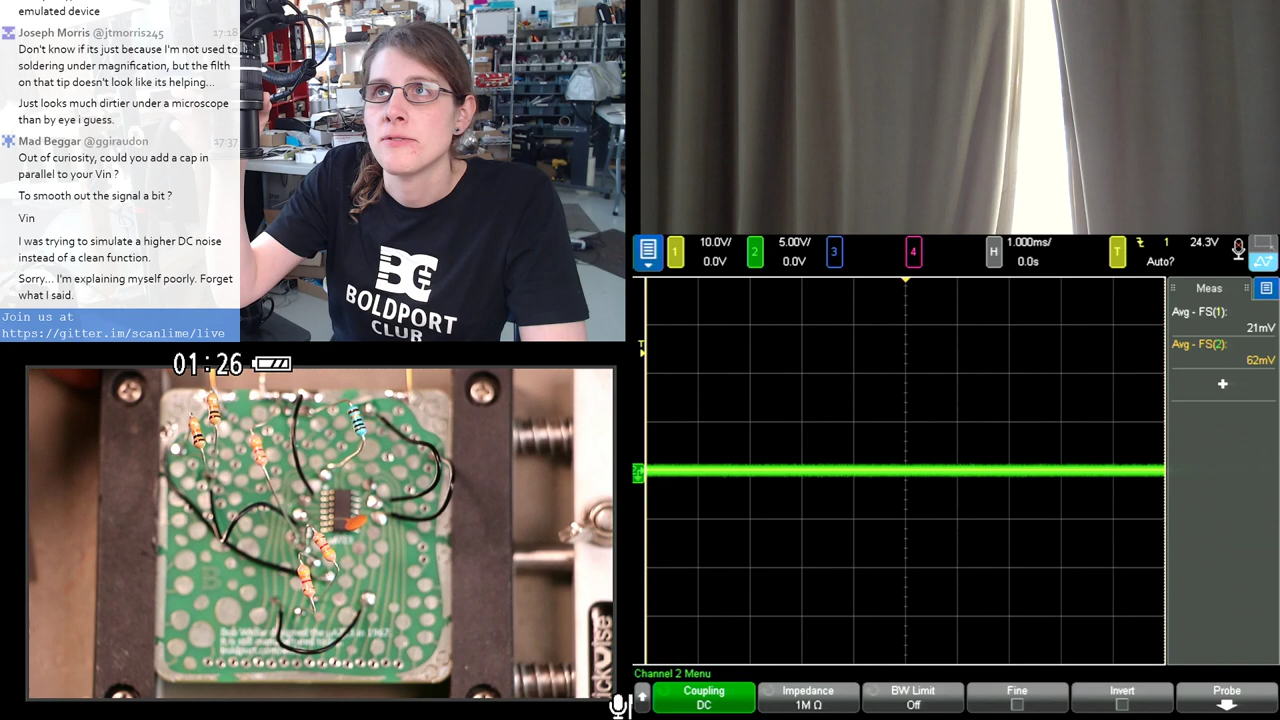 emulated device
Joseph Morris @jtmorris245 17:18
Don't know if its just because I'm not used to
soldering under magnification, but the filth
on that tip doesn't look like its helping...
Just looks much dirtier under a microscope
than by eye i guess.
Mad Beggar @ggiraudon 17:37
Out of curiosity, could you add a cap in
parallel to your Vin ?
To smooth out the signal a bit ?
Vin
I was trying to simulate a higher DC noise
instead of a clean function.
Sorry... I'm explaining myself poorly. Forget
what I said.
Join us at
https://gitter.im/scanlime/live
BOLDPORT
CLUB
01:26
1
10.0V/
0.0V
2
5.00V/
0.0V
3
4
H
1.000ms/
0.0s
T
1
24.3V
Auto?
Meas
Avg - FS(1):
21mV
Avg - FS(2):
62mV
T
Channel 2 Menu
Coupling
DC
Impedance
1M Ω
BW Limit
Off
Fine
Invert
Probe